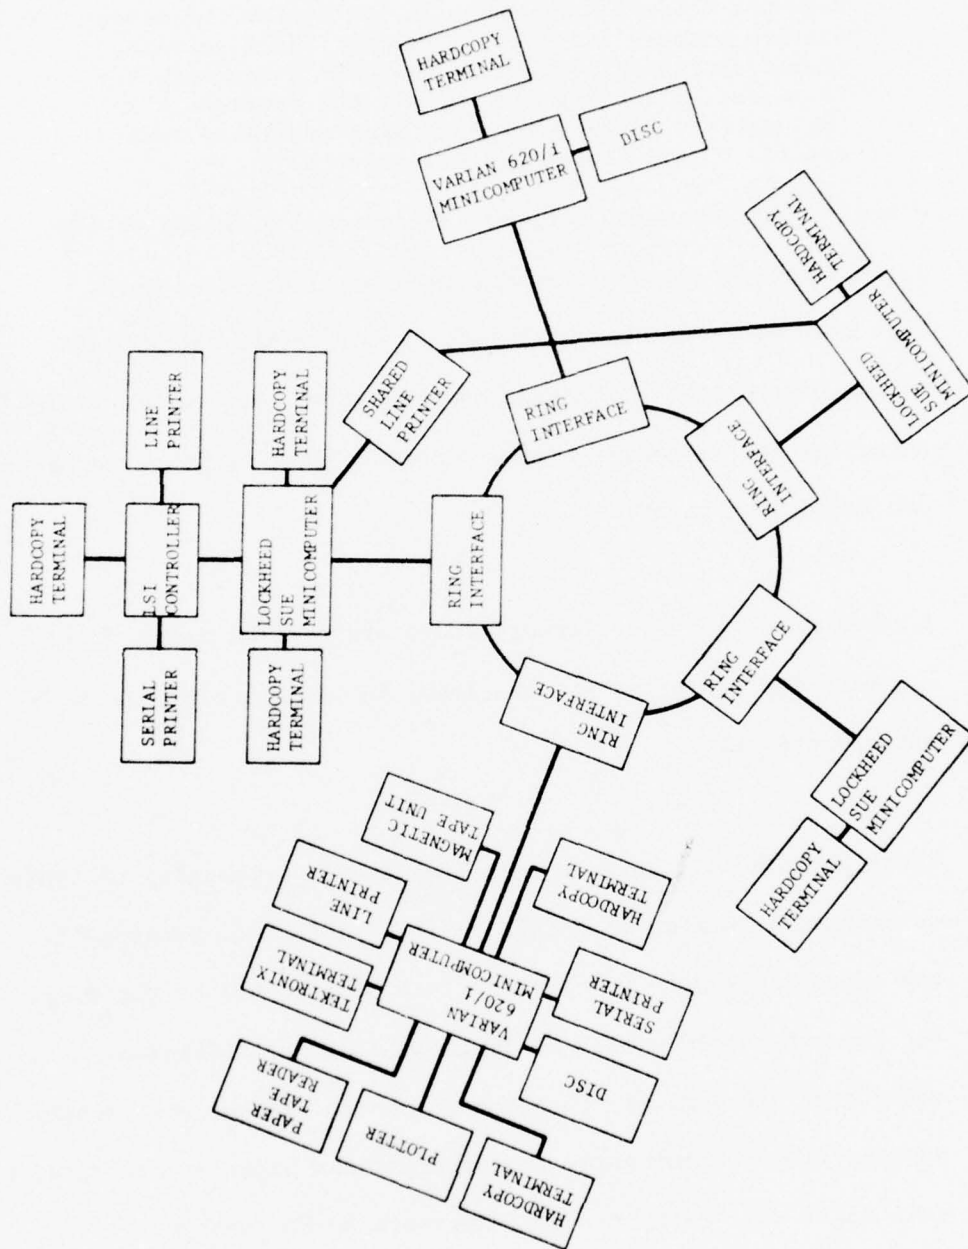 HARDCOPY
TERMINAL
VARIAN 620/i
MINICOMPUTER
DISC
HARDCOPY
TERMINAL
LOCKHEED
SUE
MINICOMPUTER
LINE
PRINTER
HARDCOPY
TERMINAL
LSI
CONTROLLER
SERIAL
PRINTER
HARDCOPY
TERMINAL
LOCKHEED
SUE
MINICOMPUTER
HARDCOPY
TERMINAL
SHARED
LINE
PRINTER
RING
INTERFACE
RING
INTERFACE
RING
INTERFACE
RING
INTERFACE
RING
INTERFACE
LOCKHEED
SUE
MINICOMPUTER
HARDCOPY
TERMINAL
MAGNETIC
TAPE UNIT
LINE
PRINTER
TEKTRONIX
TERMINAL
VARIAN
620/i
MINICOMPUTER
PAPER
TAPE
READER
PLOTTER
HARDCOPY
TERMINAL
DISC
SERIAL
PRINTER
HARDCOPY
TERMINAL